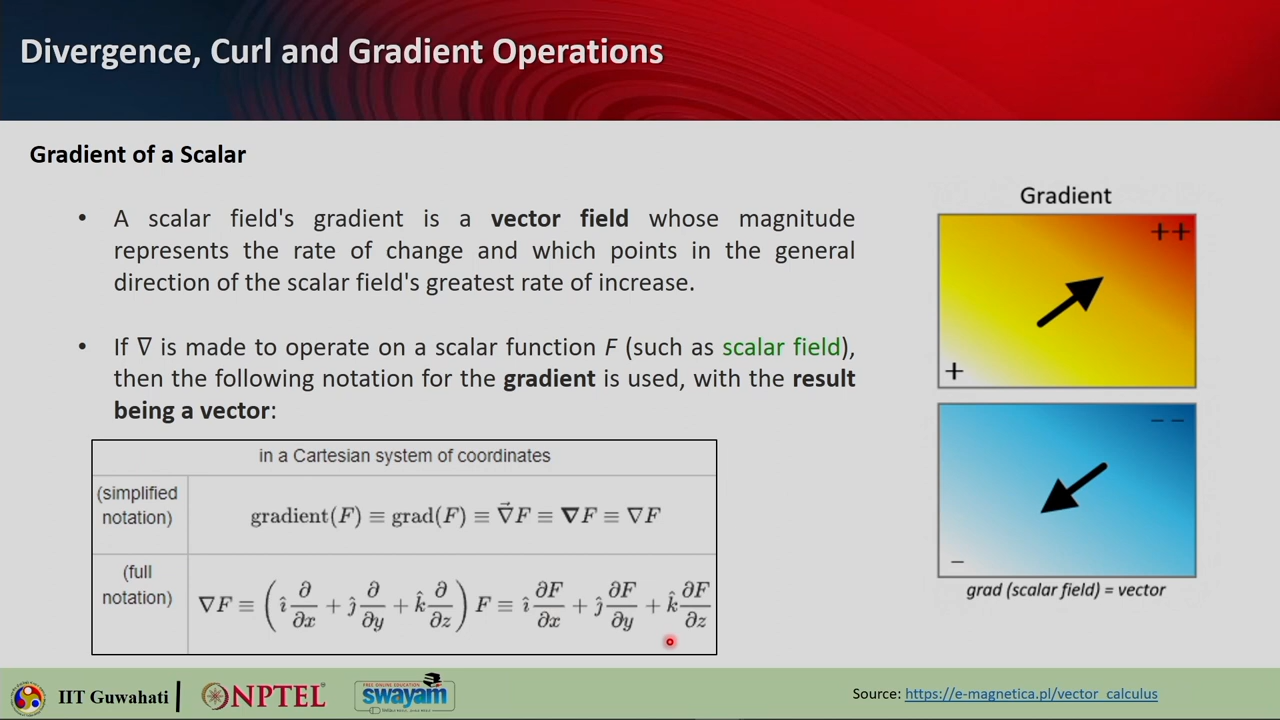 Divergence, Curl and Gradient Operations
Gradient of a Scalar
• A scalar field's gradient is a vector field whose magnitude
represents the rate of change and which points in the general
direction of the scalar field's greatest rate of increase.
• If ∇ is made to operate on a scalar function F (such as scalar field),
then the following notation for the gradient is used, with the result
being a vector:
in a Cartesian system of coordinates
(simplified
notation)
gradient(F) ≡ grad(F) ≡ ∇⃗F ≡ ∇F ≡ ∇F
(full
notation)
∇F ≡ (î ∂/∂x + ĵ ∂/∂y + k̂ ∂/∂z) F ≡ î ∂F/∂x + ĵ ∂F/∂y + k̂ ∂F/∂z
Gradient
++
+
− −
−
grad (scalar field) = vector
IIT Guwahati
NPTEL
FREE ONLINE EDUCATION
swayam
Source: https://e-magnetica.pl/vector_calculus